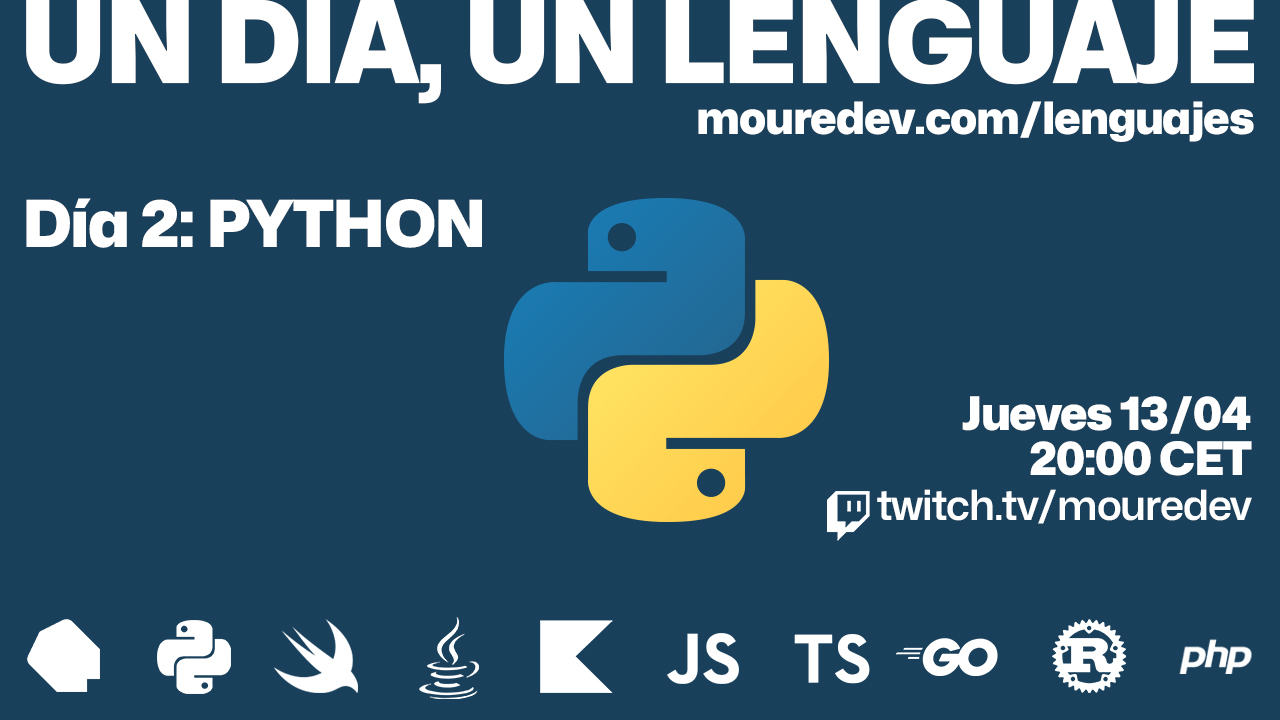 UN DÍA, UN LENGUAJE
mouredev.com/lenguajes
Día 2: PYTHON
Jueves 13/04
20:00 CET
twitch.tv/mouredev
JS TS GO R php